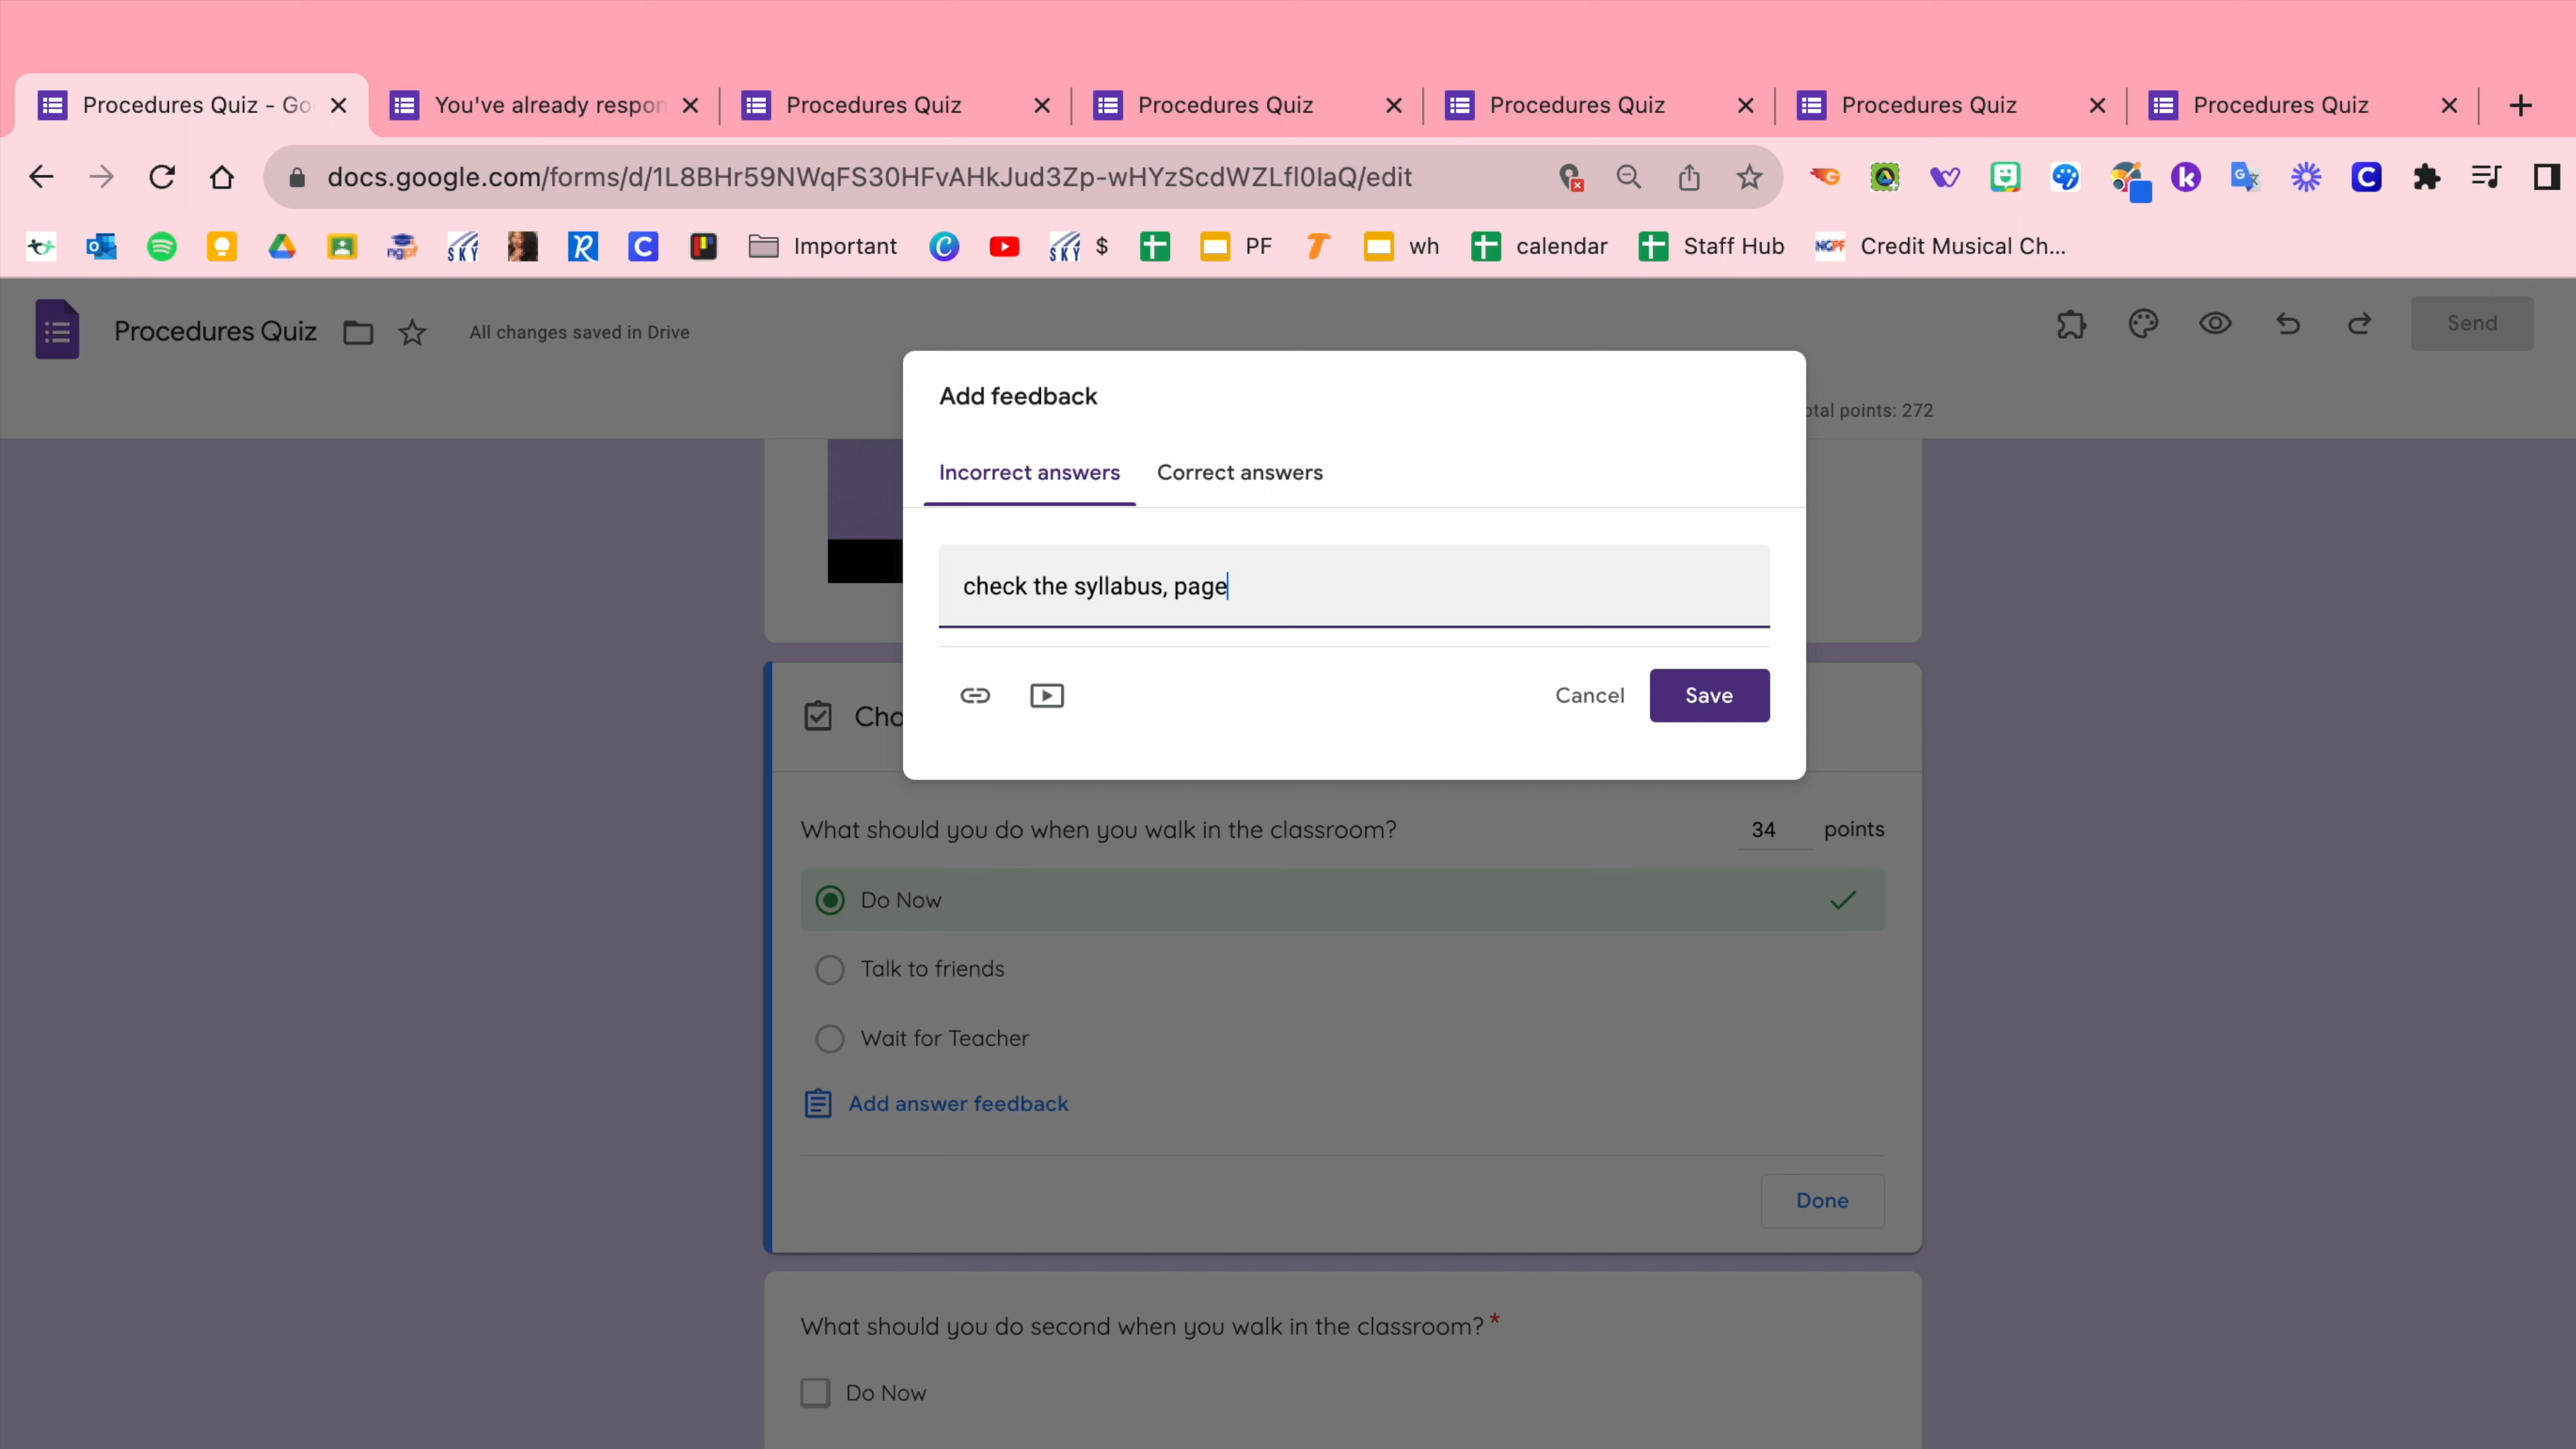 Procedures Quiz - Go
You've already respon
Procedures Quiz
Procedures Quiz
Procedures Quiz
Procedures Quiz
Procedures Quiz
docs.google.com/forms/d/1L8BHr59NWqFS30HFvAHkJud3Zp-wHYzScdWZLfl0IaQ/edit
Important
$
PF
wh
calendar
Staff Hub
NGPF Credit Musical Ch...
Procedures Quiz
All changes saved in Drive
Send
Add feedback
otal points: 272
Incorrect answers
Correct answers
check the syllabus, page
Cancel
Save
Cho
What should you do when you walk in the classroom?
34 points
Do Now
Talk to friends
Wait for Teacher
Add answer feedback
Done
What should you do second when you walk in the classroom? *
Do Now